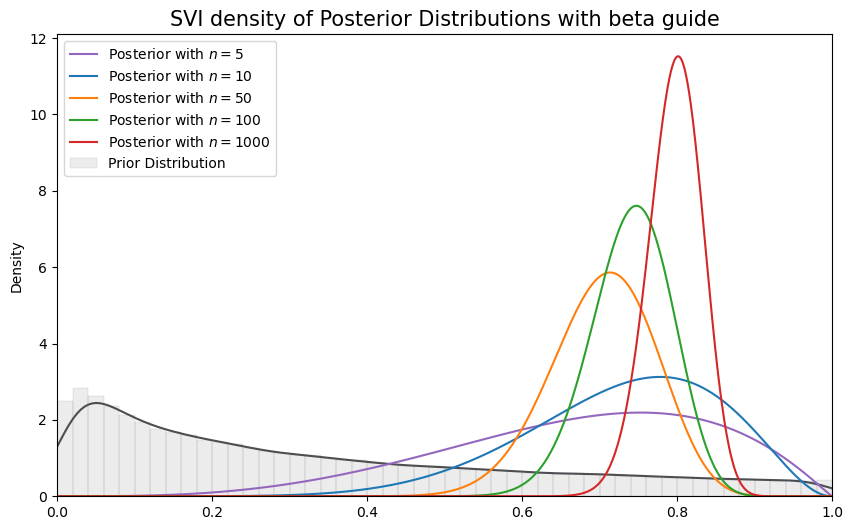 SVI density of Posterior Distributions with beta guide
12
10
8
6
4
2
0
Density
Posterior with n = 5
Posterior with n = 10
Posterior with n = 50
Posterior with n = 100
Posterior with n = 1000
Prior Distribution
0.0 0.2 0.4 0.6 0.8 1.0